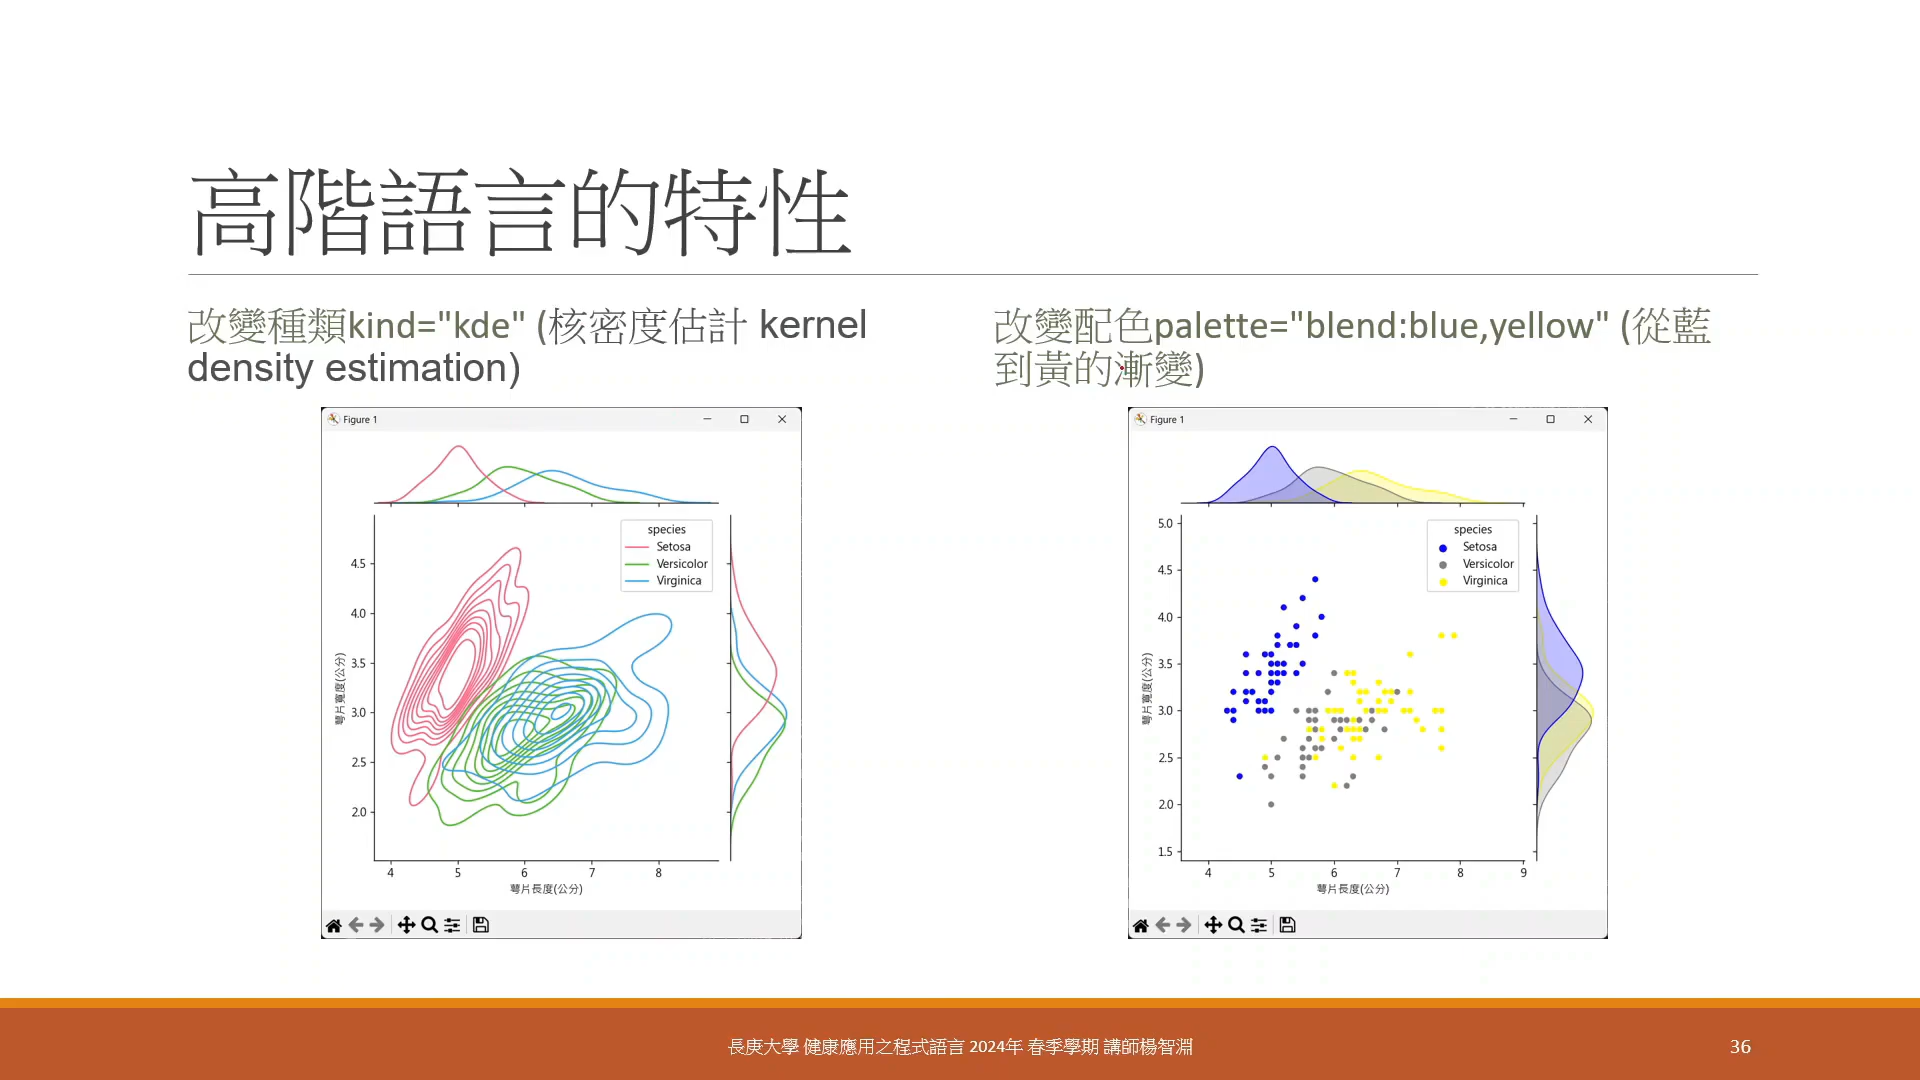 高階語言的特性
改變種類kind="kde" (核密度估計 kernel
density estimation)
改變配色palette="blend:blue,yellow" (從藍
到黃的漸變)
Figure 1
species
Setosa
Versicolor
Virginica
4.5
4.0
3.5
3.0
2.5
2.0
萼片寬度(公分)
4 5 6 7 8
萼片長度(公分)
Figure 1
species
Setosa
Versicolor
Virginica
5.0
4.5
4.0
3.5
3.0
2.5
2.0
1.5
萼片寬度(公分)
4 5 6 7 8 9
萼片長度(公分)
長庚大學 健康應用之程式語言 2024年 春季學期 講師楊智淵
36